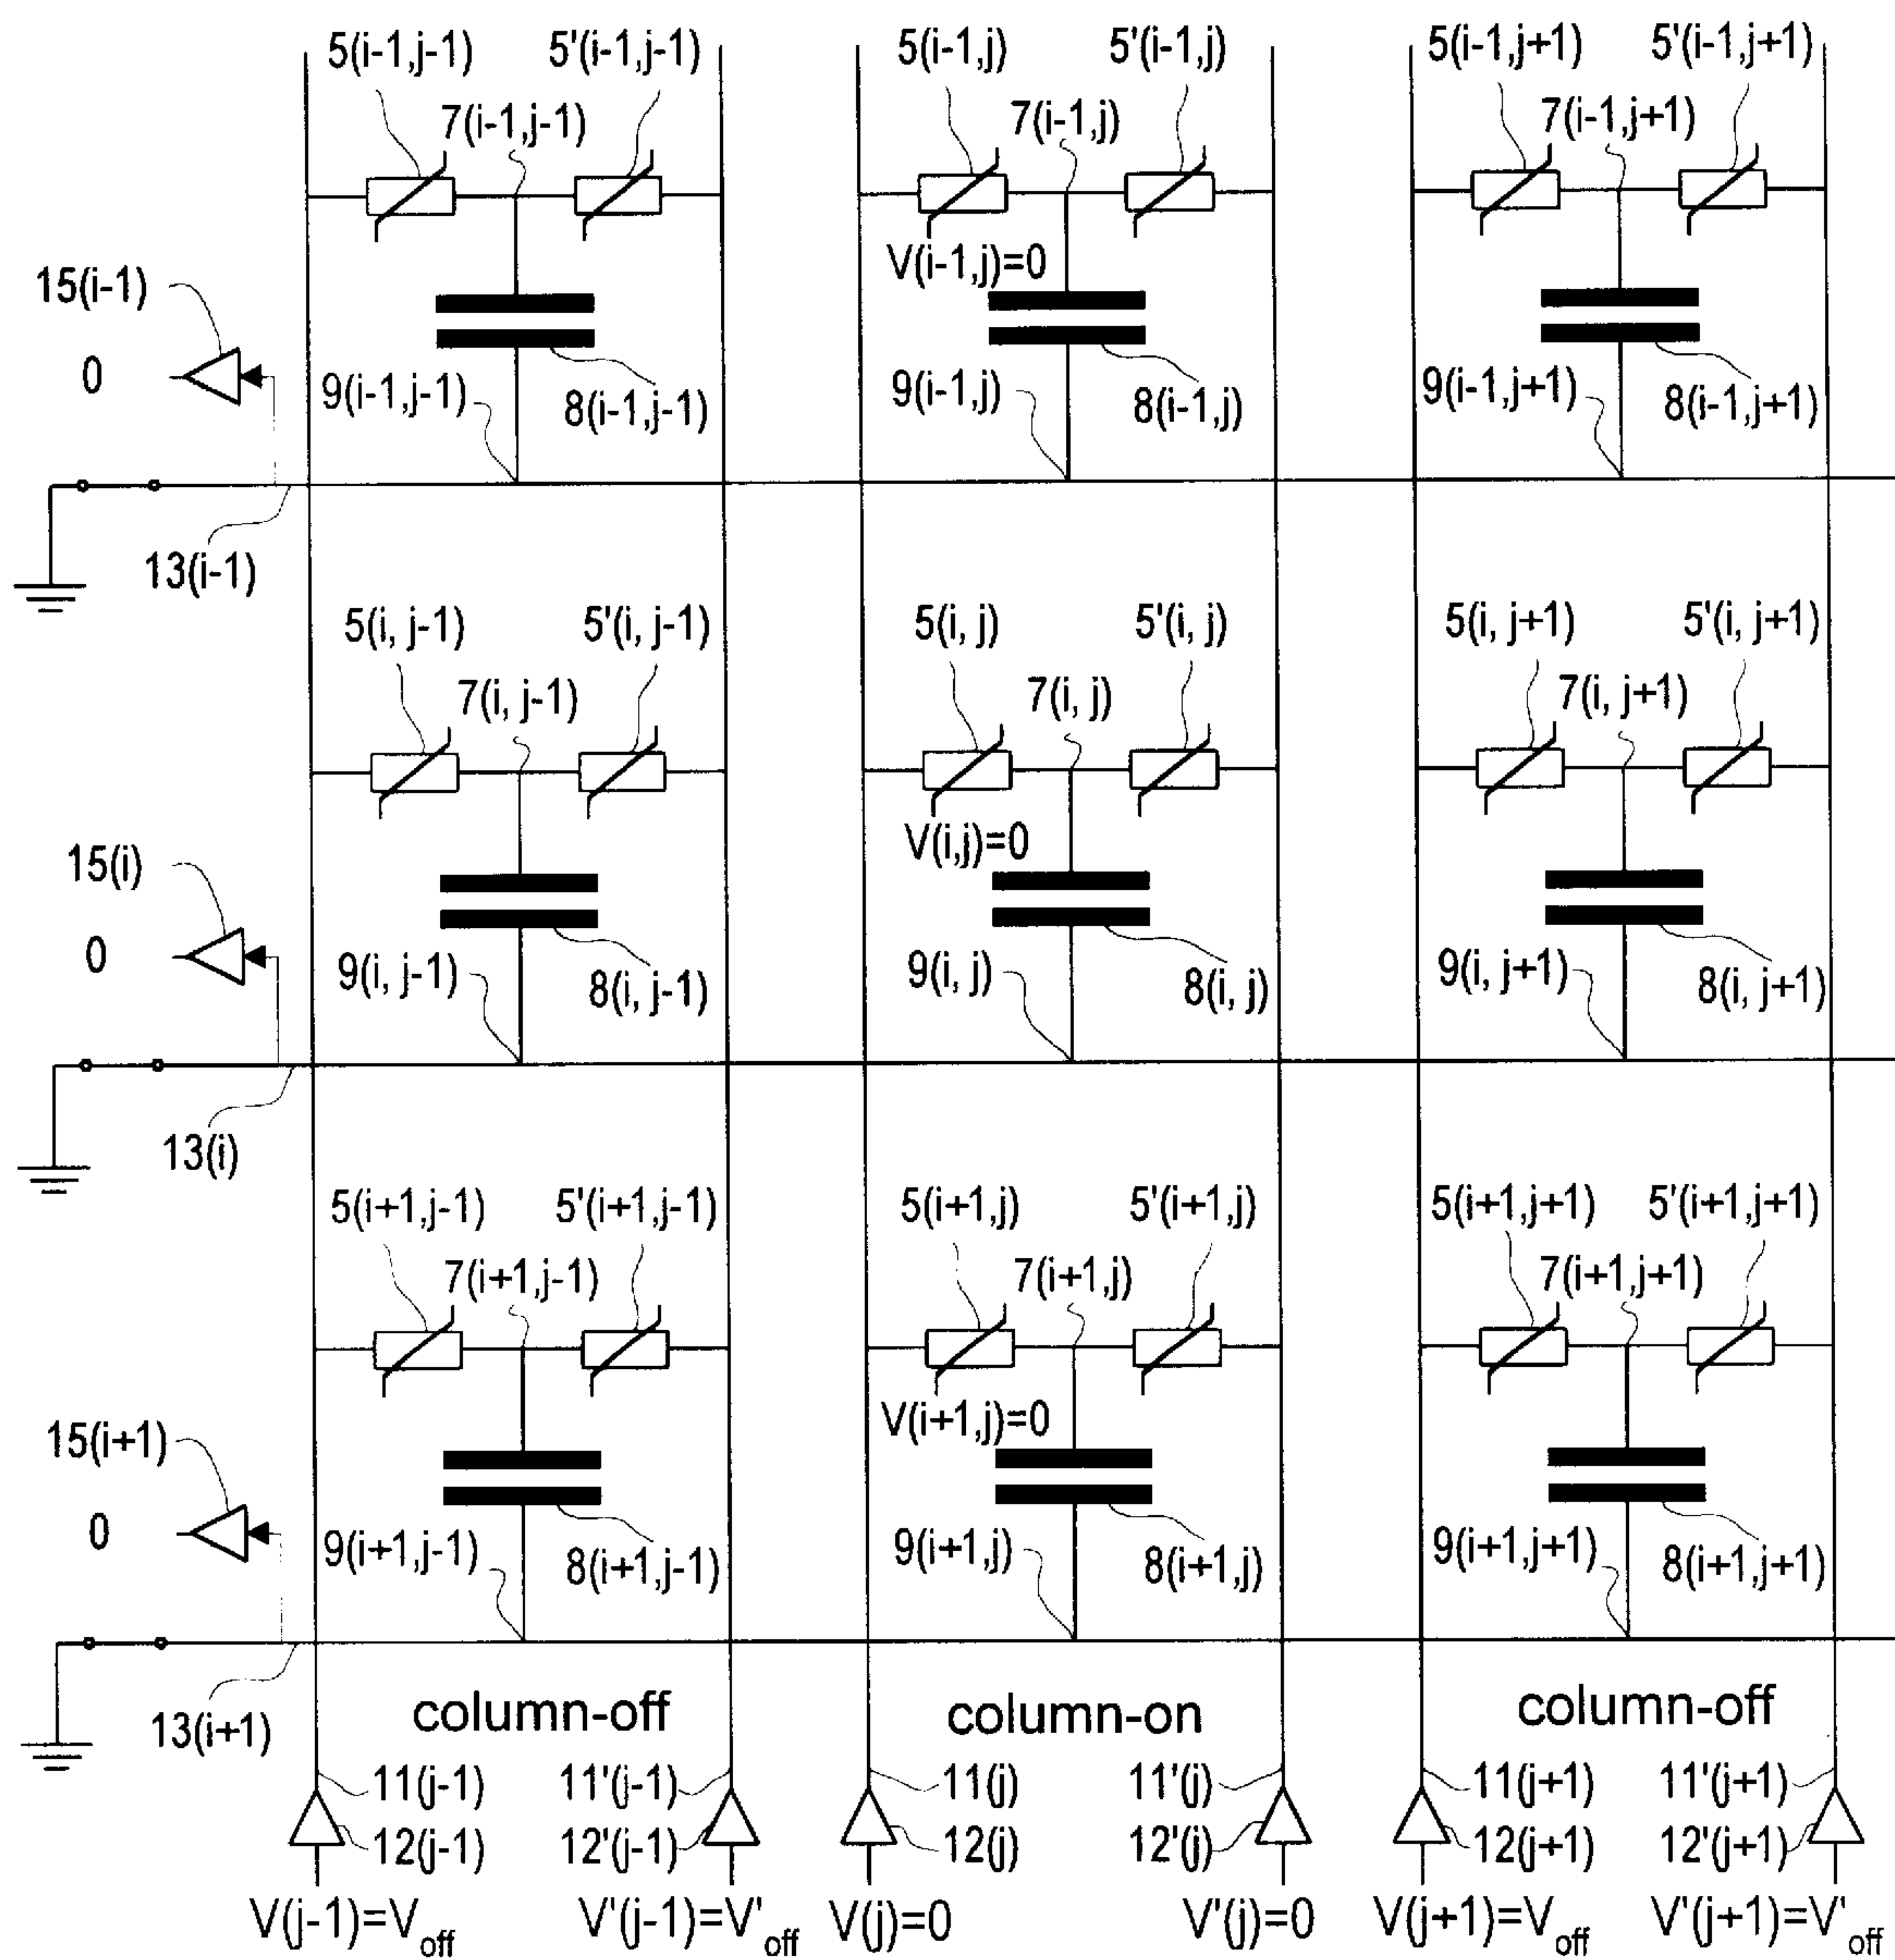 5(i-1,j-1) 5'(i-1,j-1) 5(i-1,j) 5'(i-1,j) 5(i-1,j+1) 5'(i-1,j+1)
7(i-1,j-1) 7(i-1,j) 7(i-1,j+1)
V(i-1,j)=0
15(i-1)
0
9(i-1,j-1) 8(i-1,j-1) 9(i-1,j) 8(i-1,j) 9(i-1,j+1) 8(i-1,j+1)
13(i-1)
5(i, j-1) 5'(i, j-1) 5(i, j) 5'(i, j) 5(i, j+1) 5'(i, j+1)
7(i, j-1) 7(i, j) 7(i, j+1)
V(i,j)=0
15(i)
0
9(i, j-1) 8(i, j-1) 9(i, j) 8(i, j) 9(i, j+1) 8(i, j+1)
13(i)
5(i+1,j-1) 5'(i+1,j-1) 5(i+1,j) 5'(i+1,j) 5(i+1,j+1) 5'(i+1,j+1)
7(i+1,j-1) 7(i+1,j) 7(i+1,j+1)
V(i+1,j)=0
15(i+1)
0
9(i+1,j-1) 8(i+1,j-1) 9(i+1,j) 8(i+1,j) 9(i+1,j+1) 8(i+1,j+1)
13(i+1)
column-off column-on column-off
11(j-1) 11'(j-1) 11(j) 11'(j) 11(j+1) 11'(j+1)
12(j-1) 12'(j-1) 12(j) 12'(j) 12(j+1) 12'(j+1)
V(j-1)=Voff V'(j-1)=V'off V(j)=0 V'(j)=0 V(j+1)=Voff V'(j+1)=V'off